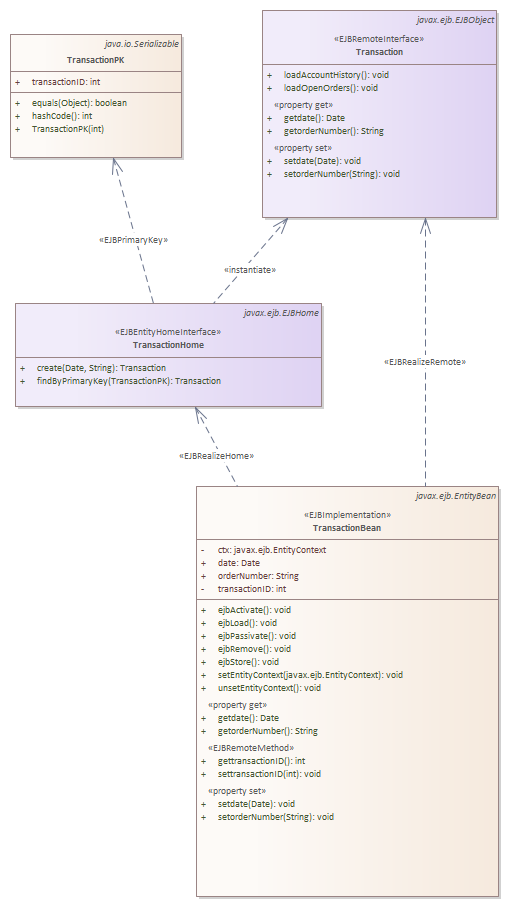 java.io.Serializable
TransactionPK
+ transactionID: int
+ equals(Object): boolean
+ hashCode(): int
+ TransactionPK(int)
javax.ejb.EJBObject
«EJBRemoteInterface»
Transaction
+ loadAccountHistory(): void
+ loadOpenOrders(): void
«property get»
+ getdate(): Date
+ getorderNumber(): String
«property set»
+ setdate(Date): void
+ setorderNumber(String): void
«EJBPrimaryKey»
«instantiate»
javax.ejb.EJBHome
«EJBEntityHomeInterface»
TransactionHome
+ create(Date, String): Transaction
+ findByPrimaryKey(TransactionPK): Transaction
«EJBRealizeRemote»
«EJBRealizeHome»
javax.ejb.EntityBean
«EJBImplementation»
TransactionBean
- ctx: javax.ejb.EntityContext
+ date: Date
+ orderNumber: String
- transactionID: int
+ ejbActivate(): void
+ ejbLoad(): void
+ ejbPassivate(): void
+ ejbRemove(): void
+ ejbStore(): void
+ setEntityContext(javax.ejb.EntityContext): void
+ unsetEntityContext(): void
«property get»
+ getdate(): Date
+ getorderNumber(): String
«EJBRemoteMethod»
+ gettransactionID(): int
+ settransactionID(int): void
«property set»
+ setdate(Date): void
+ setorderNumber(String): void